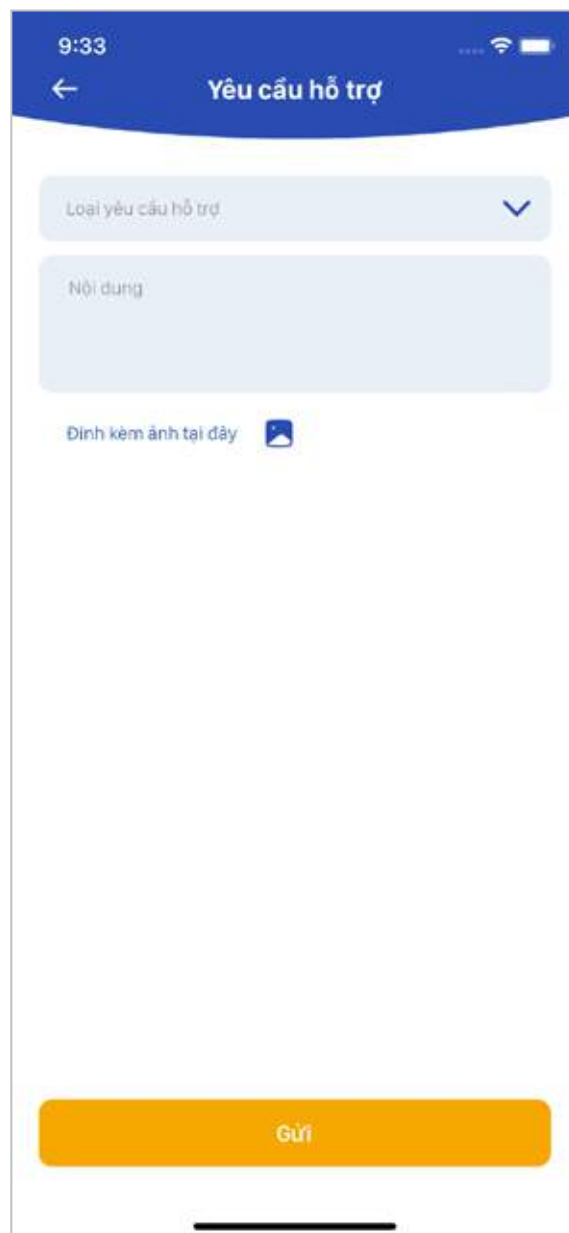 9:33
Yêu cầu hỗ trợ
Loại yêu cầu hỗ trợ
Nội dung
Đính kèm ảnh tại đây
Gửi